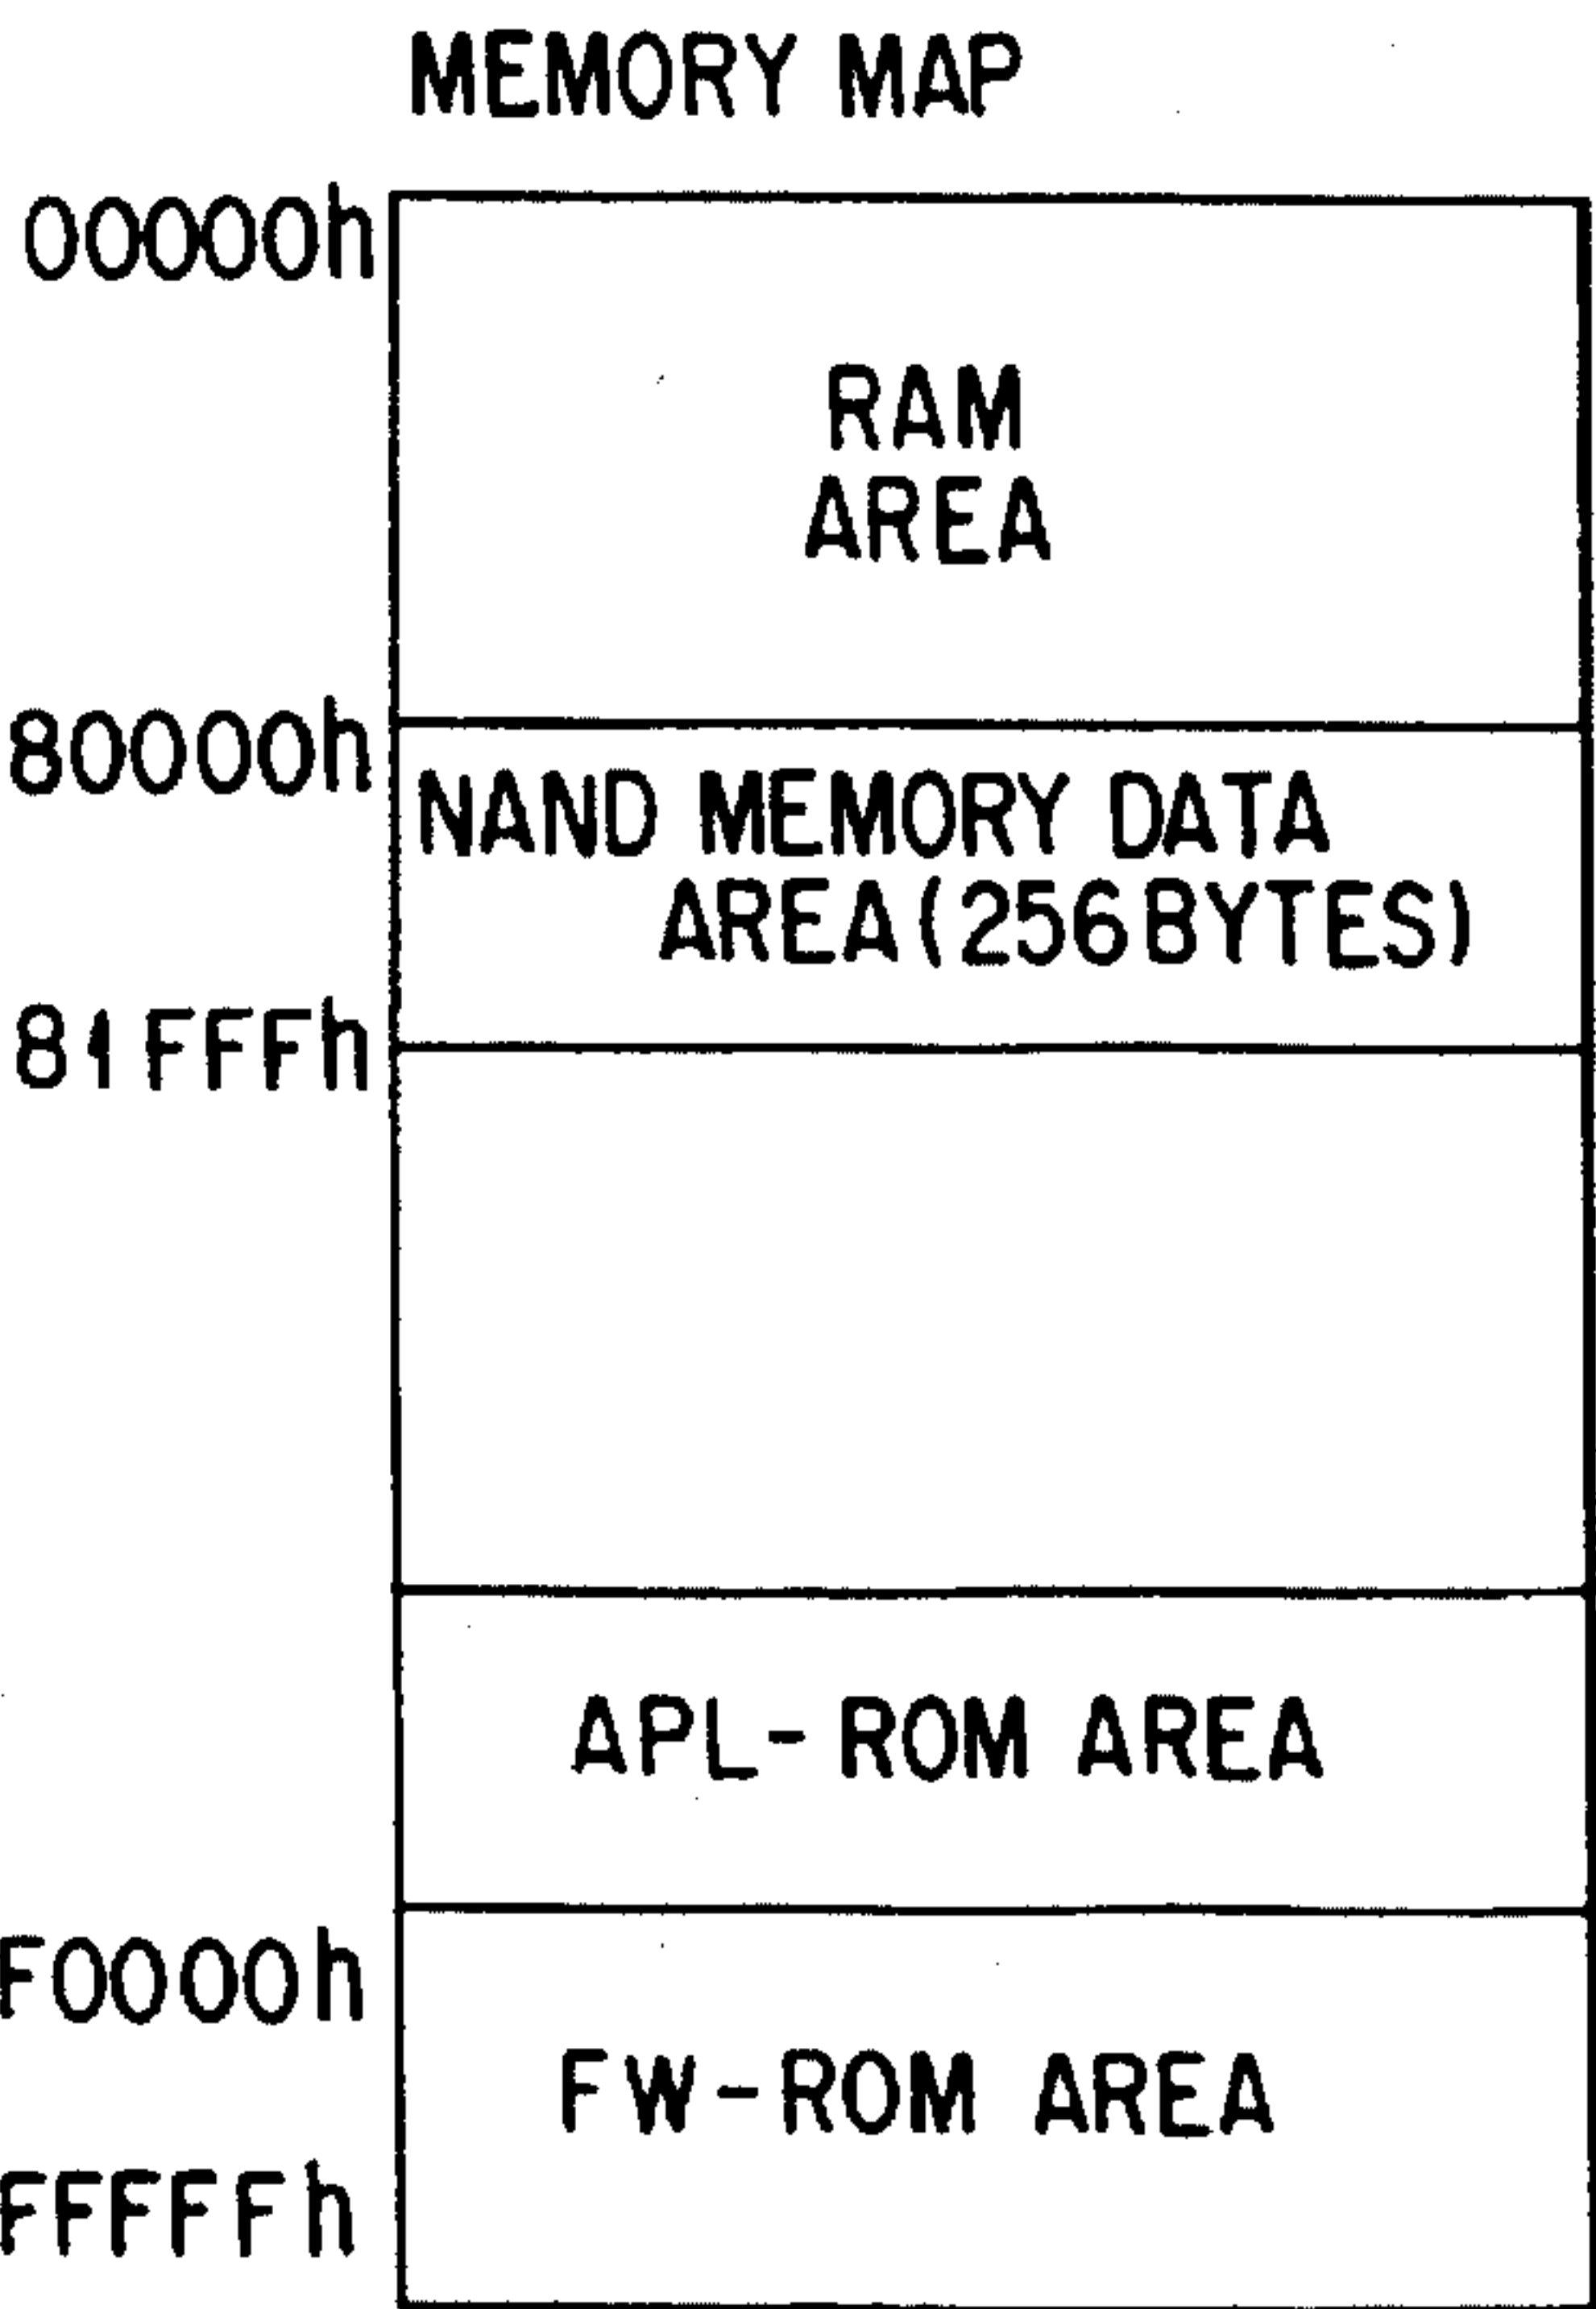 MEMORY MAP
00000h
RAM
AREA
80000h
NAND MEMORY DATA
AREA(256BYTES)
81FFFh
APL-ROM AREA
F0000h
FW-ROM AREA
FFFFFh